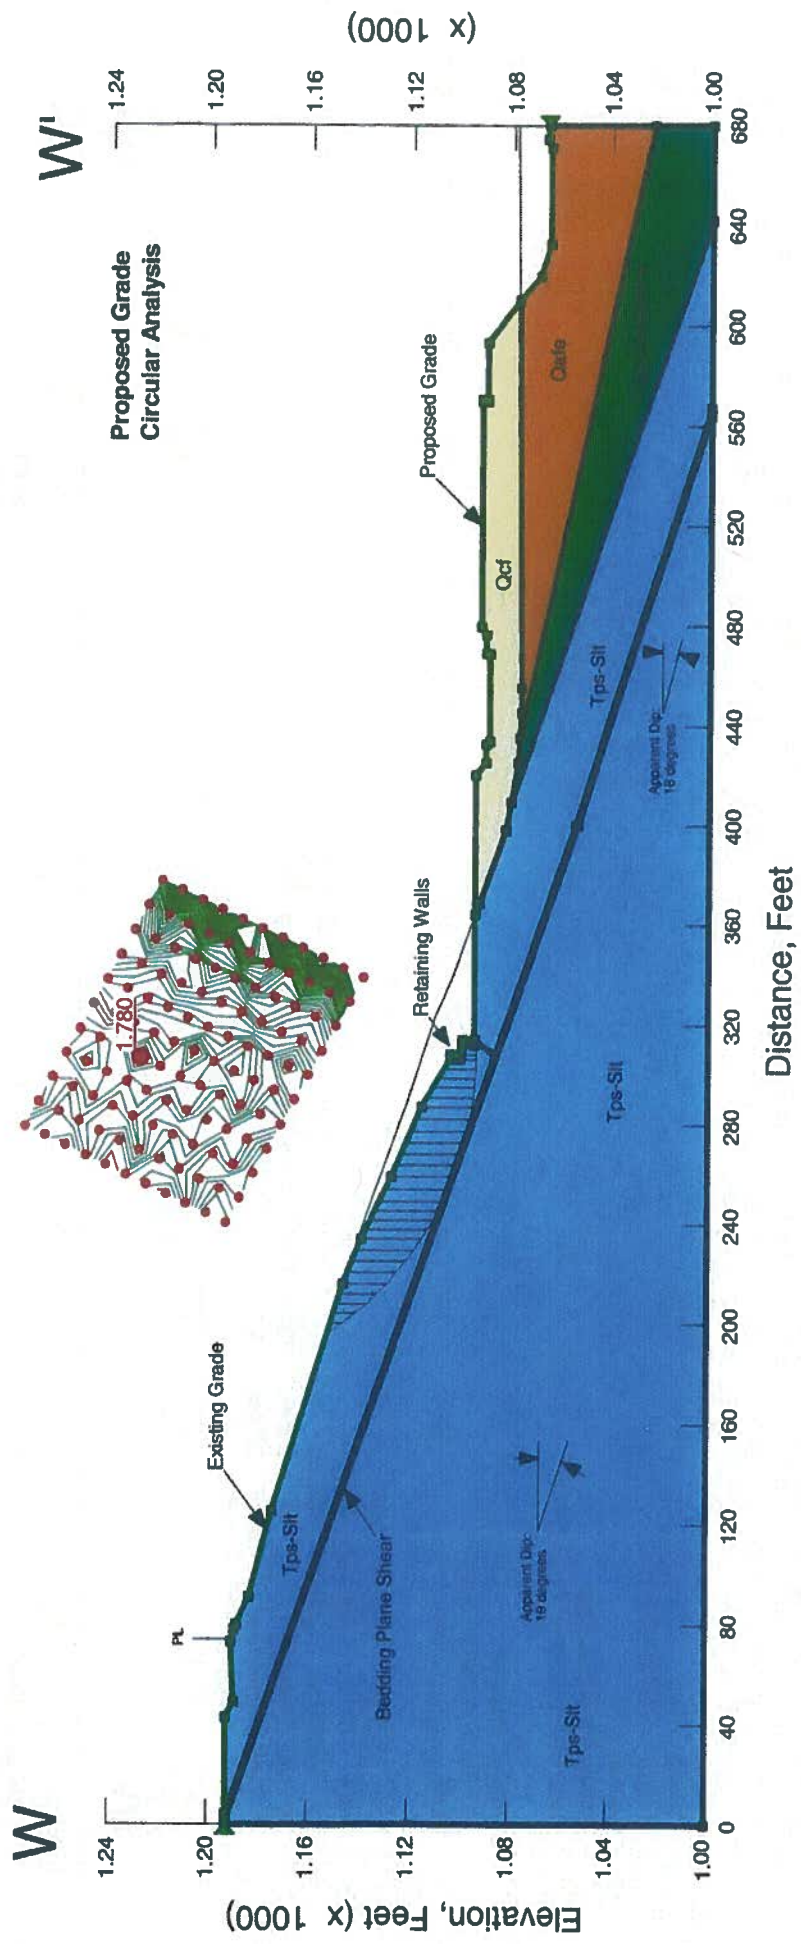 W
W'
Proposed Grade
Circular Analysis
1.780
PL
Existing Grade
Retaining Walls
Proposed Grade
Tps-Slt
Bedding Plane Shear
Qcf
Qafe
Tps-Slt
Apparent Dip:
19 degrees
Apparent Dip:
18 degrees
Tps-Slt
Tps-Slt
Elevation, Feet (x 1000)
1.24
1.20
1.16
1.12
1.08
1.04
1.00
(x 1000)
1.24
1.20
1.16
1.12
1.08
1.04
1.00
0
40
80
120
160
200
240
280
320
360
400
440
480
520
560
600
640
680
Distance, Feet